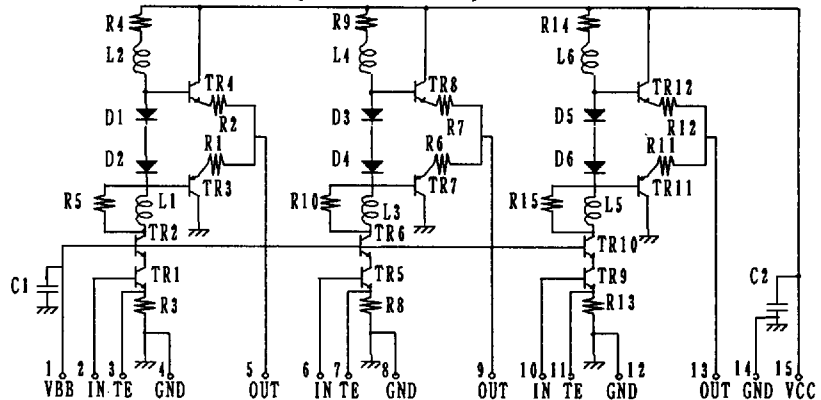 R4 R9 R14
L2 L4 L6
TR4 TR8 TR12
D1 R2 D3 R7 D5 R12
R1 R6 R11
D2 D4 D6
TR3 TR7 TR11
R5 L1 R10 L3 R15 L5
TR2 TR6 TR10
C1 TR1 TR5 TR9 C2
R3 R8 R13
1 2 3 4 5 6 7 8 9 10 11 12 13 14 15
VBB IN TE GND OUT IN TE GND OUT IN TE GND OUT GND VCC